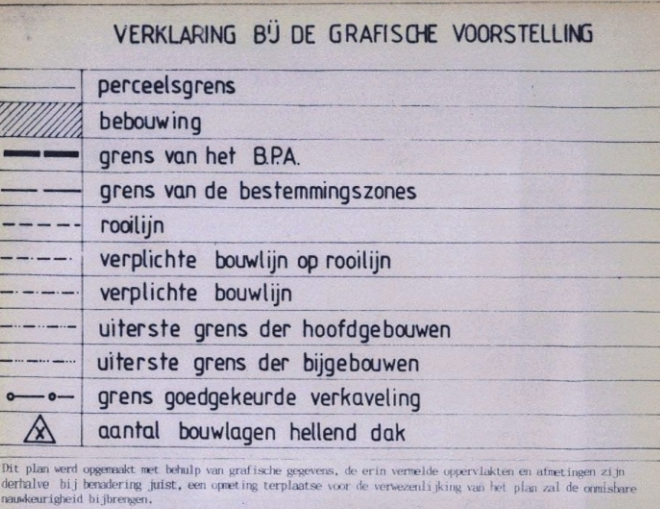 VERKLARING BIJ DE GRAFISCHE VOORSTELLING
perceelsgrens
bebouwing
grens van het B.P.A.
grens van de bestemmingszones
rooilijn
verplichte bouwlijn op rooilijn
verplichte bouwlijn
uiterste grens der hoofdgebouwen
uiterste grens der bijgebouwen
grens goedgekeurde verkaveling
X aantal bouwlagen hellend dak
Dit plan werd opgemaakt met behulp van grafische gegevens, de erin vermelde oppervlakten en afmetingen zijn
derhalve bij benadering juist, een opmeting terplaatse voor de verwezenlijking van het plan zal de onmisbare
nauwkeurigheid bijbrengen.